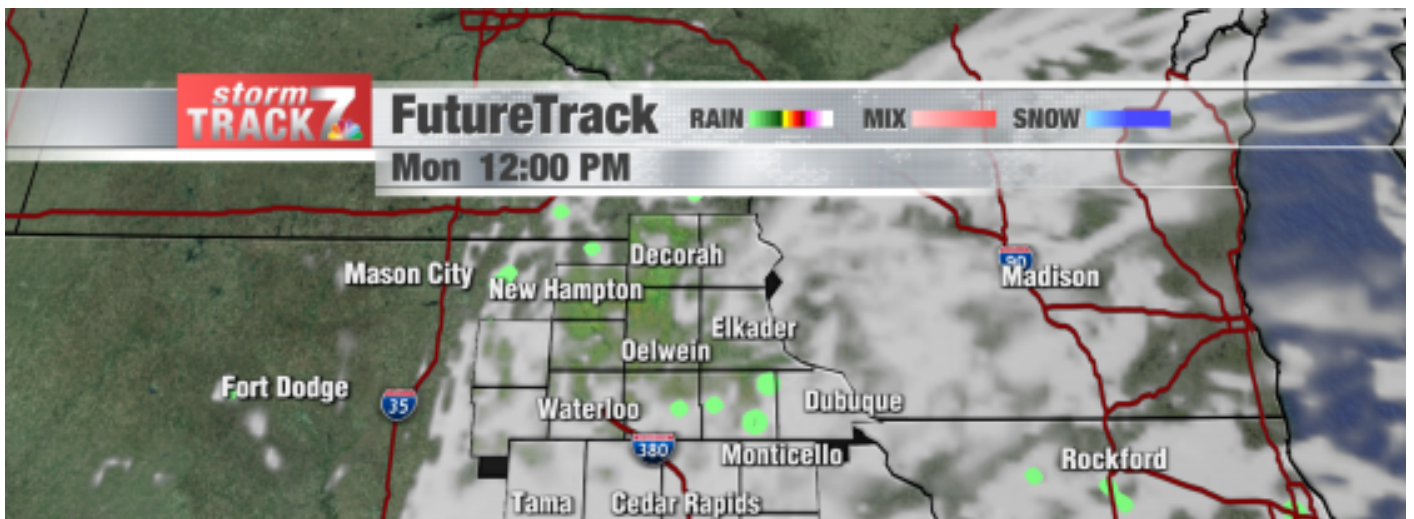 storm
TRACK 7
FutureTrack
RAIN MIX SNOW
Mon 12:00 PM
Decorah
90
Mason City
Madison
New Hampton
Elkader
Oelwein
Fort Dodge
35
Dubuque
Waterloo
380
Monticello
Rockford
Tama
Cedar Rapids